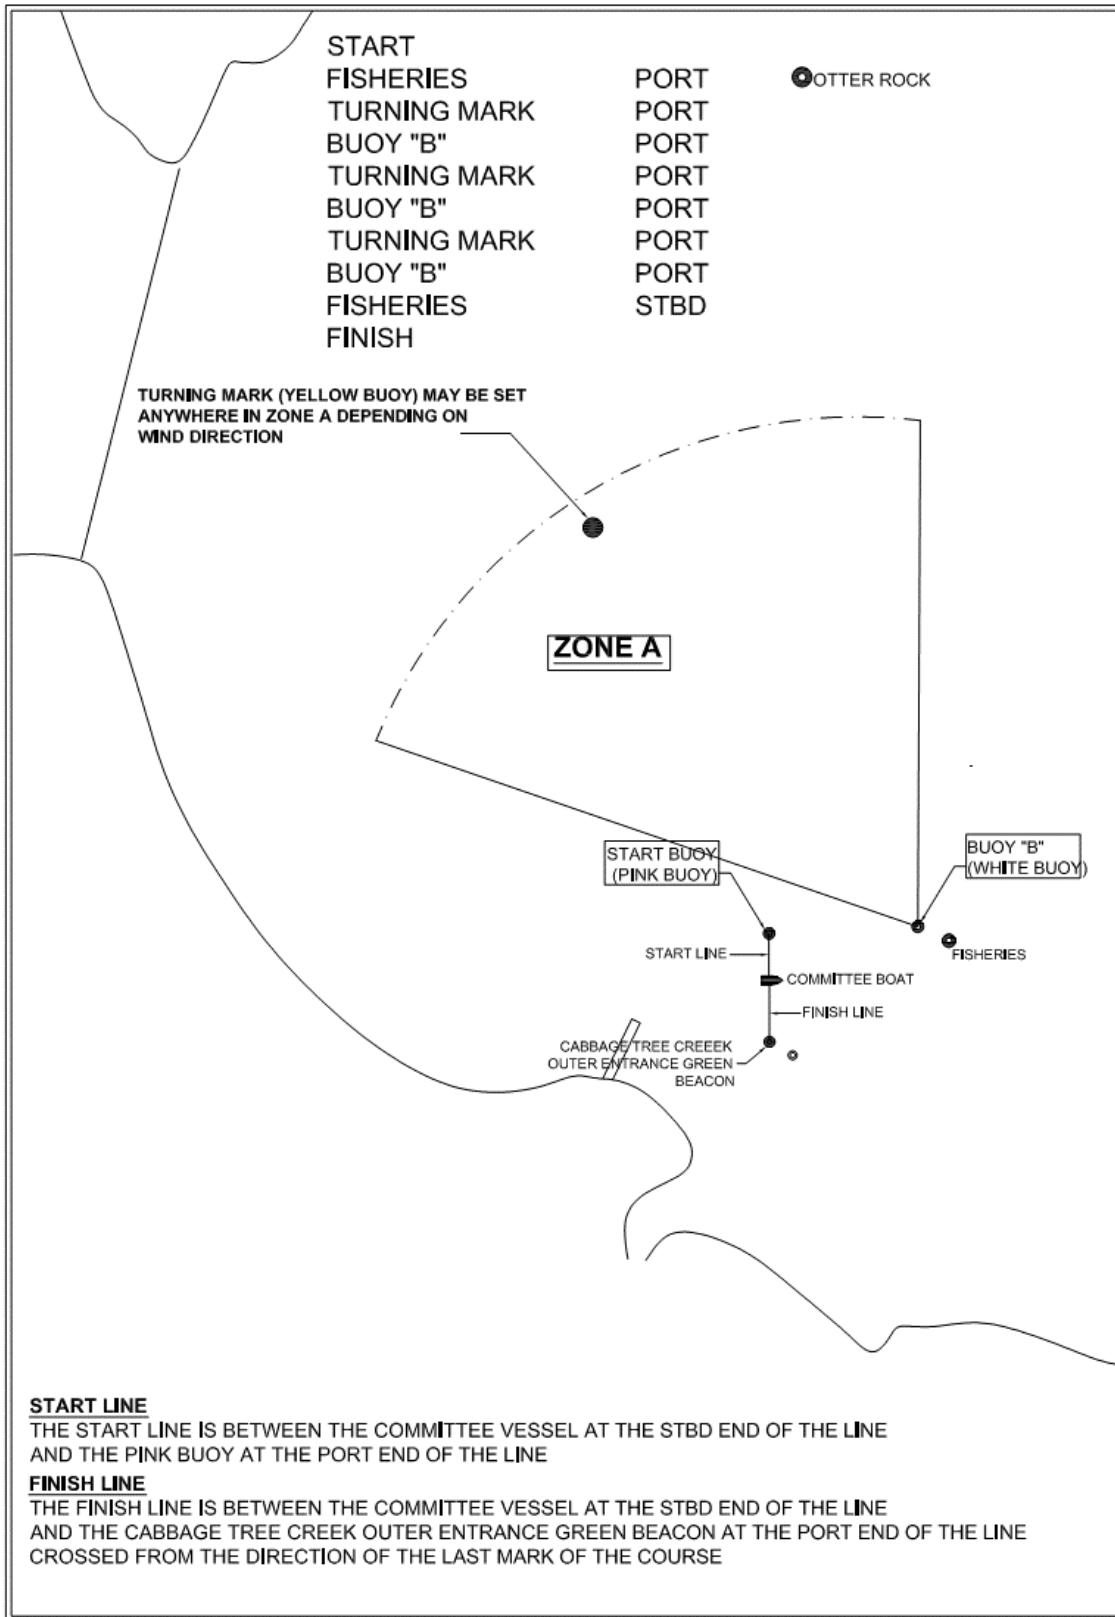 START
FISHERIES PORT
TURNING MARK PORT
BUOY "B" PORT
TURNING MARK PORT
BUOY "B" PORT
TURNING MARK PORT
BUOY "B" PORT
FISHERIES STBD
FINISH
OTTER ROCK
TURNING MARK (YELLOW BUOY) MAY BE SET
ANYWHERE IN ZONE A DEPENDING ON
WIND DIRECTION
ZONE A
START BUOY
(PINK BUOY)
BUOY "B"
(WHITE BUOY)
FISHERIES
START LINE
COMMITTEE BOAT
FINISH LINE
CABBAGE TREE CREEEK
OUTER ENTRANCE GREEN
BEACON
START LINE
THE START LINE IS BETWEEN THE COMMITTEE VESSEL AT THE STBD END OF THE LINE
AND THE PINK BUOY AT THE PORT END OF THE LINE
FINISH LINE
THE FINISH LINE IS BETWEEN THE COMMITTEE VESSEL AT THE STBD END OF THE LINE
AND THE CABBAGE TREE CREEK OUTER ENTRANCE GREEN BEACON AT THE PORT END OF THE LINE
CROSSED FROM THE DIRECTION OF THE LAST MARK OF THE COURSE